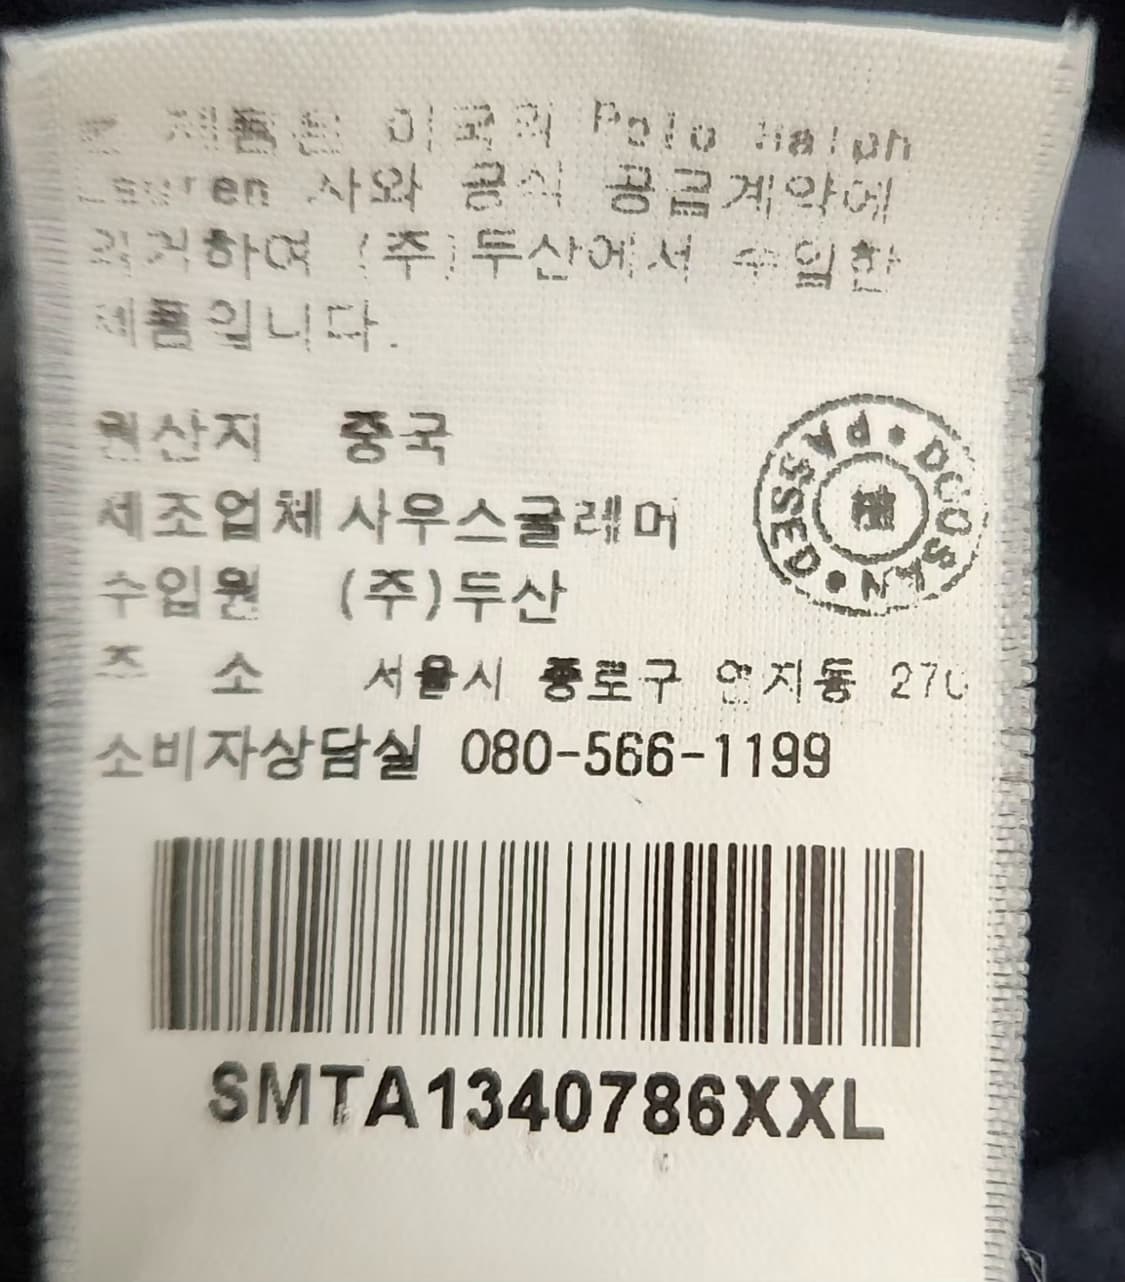 본 제품은 미국의 Polo Ralph
Lauren 사와 공식 공급계약에
의거하여 (주)두산에서 수입한
제품입니다.
원산지 중국
제조업체 사우스굴레머
수입원 (주)두산
주 소 서울시 종로구 연지동 270
소비자상담실 080-566-1199
PASSED • DOOSAN •
SMTA1340786XXL